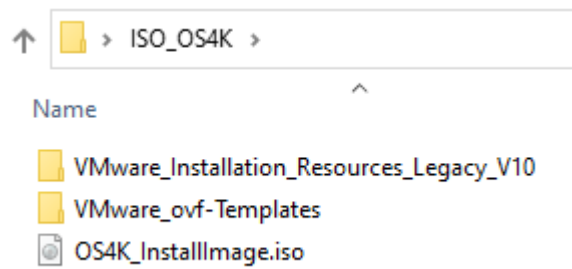 ISO_OS4K
Name
VMware_Installation_Resources_Legacy_V10
VMware_ovf-Templates
OS4K_InstallImage.iso